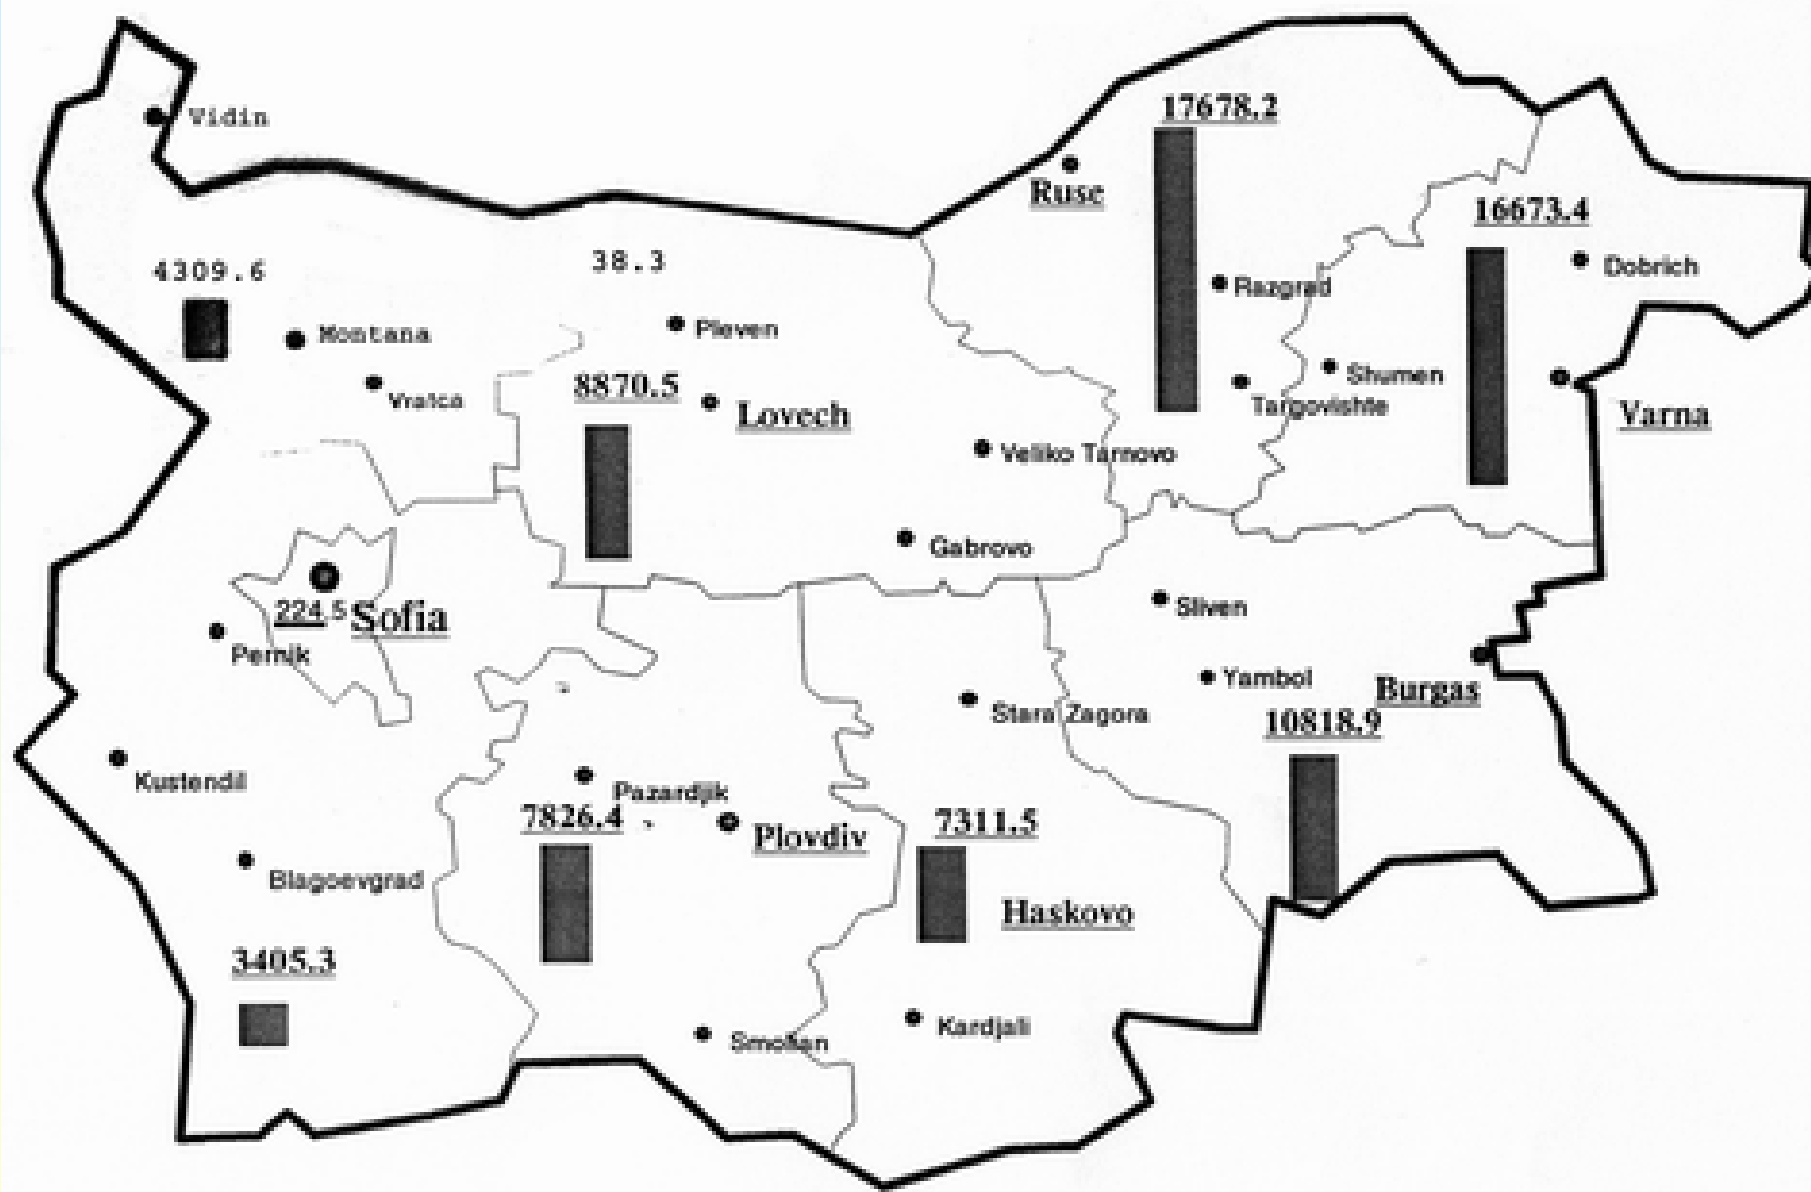 Vidin
17678.2
Ruse
16673.4
4309.6
38.3
Dobrich
Razgrad
Montana
Pleven
Vratca
8870.5
Shumen
Targovishte
Lovech
Varna
Veliko Tarnovo
Gabrovo
224.5 Sofia
Sliven
Pernik
Yambol
Burgas
Stara Zagora
10818.9
Kustendil
Pazardjik
7826.4
Plovdiv
7311.5
Blagoevgrad
Haskovo
3405.3
Kardjali
Smolian